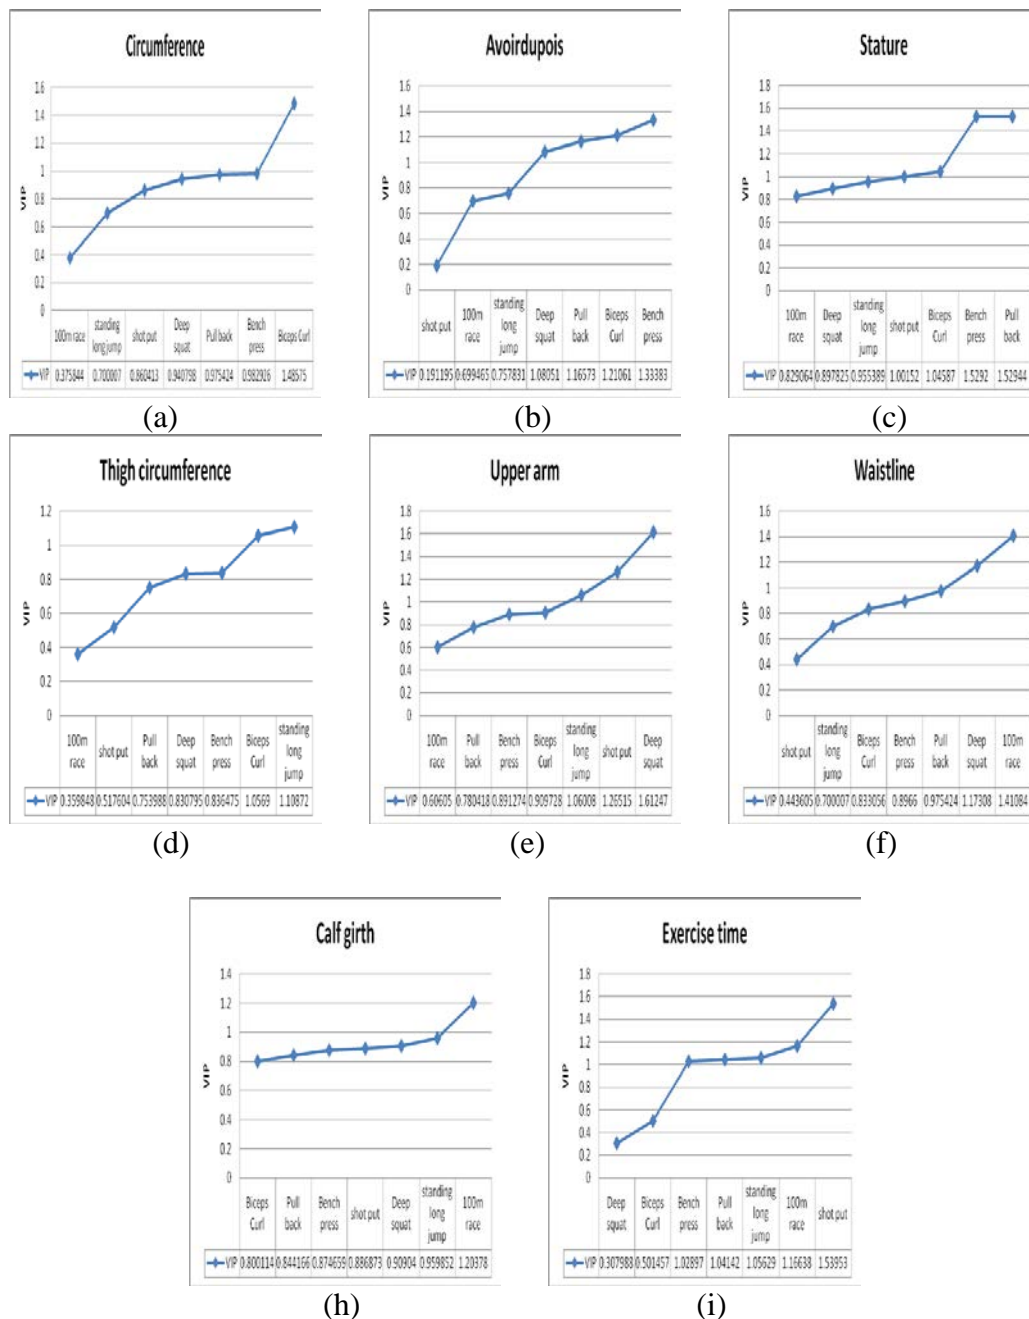 Circumference
1.6
1.4
1.2
1
0.8
0.6
0.4
0.2
0
VIP
100m race standing long jump shot put Deep squat Pull back Bench press Biceps Curl
VIP 0.375844 0.700007 0.860413 0.940798 0.975424 0.982926 1.48575
(a)
Avoirdupois
1.6
1.4
1.2
1
0.8
0.6
0.4
0.2
0
VIP
shot put 100m race standing long jump Deep squat Pull back Biceps Curl Bench press
VIP 0.191195 0.699465 0.757831 1.08051 1.16573 1.21061 1.33383
(b)
Stature
1.8
1.6
1.4
1.2
1
0.8
0.6
0.4
0.2
0
VIP
100m race Deep squat standing long jump shot put Biceps Curl Bench press Pull back
VIP 0.829064 0.897825 0.955389 1.00152 1.04587 1.5292 1.52944
(c)
Thigh circumference
1.2
1
0.8
0.6
0.4
0.2
0
VIP
100m race shot put Pull back Deep squat Bench press Biceps Curl standing long jump
VIP 0.359848 0.517604 0.753988 0.830795 0.836475 1.0569 1.10872
(d)
Upper arm
1.8
1.6
1.4
1.2
1
0.8
0.6
0.4
0.2
0
VIP
100m race Pull back Bench press Biceps Curl standing long jump shot put Deep squat
VIP 0.60605 0.780418 0.891274 0.909728 1.06008 1.26515 1.61247
(e)
Waistline
1.6
1.4
1.2
1
0.8
0.6
0.4
0.2
0
VIP
shot put standing long jump Biceps Curl Bench press Pull back Deep squat 100m race
VIP 0.443605 0.700007 0.833056 0.8966 0.975424 1.17308 1.41084
(f)
Calf girth
1.4
1.2
1
0.8
0.6
0.4
0.2
0
VIP
Biceps Curl Pull back Bench press shot put Deep squat standing long jump 100m race
VIP 0.800114 0.844166 0.874659 0.886873 0.90904 0.959852 1.20378
(h)
Exercise time
1.8
1.6
1.4
1.2
1
0.8
0.6
0.4
0.2
0
VIP
Deep squat Biceps Curl Bench press Pull back standing long jump 100m race shot put
VIP 0.307988 0.501457 1.02897 1.04142 1.05629 1.16638 1.53953
(i)